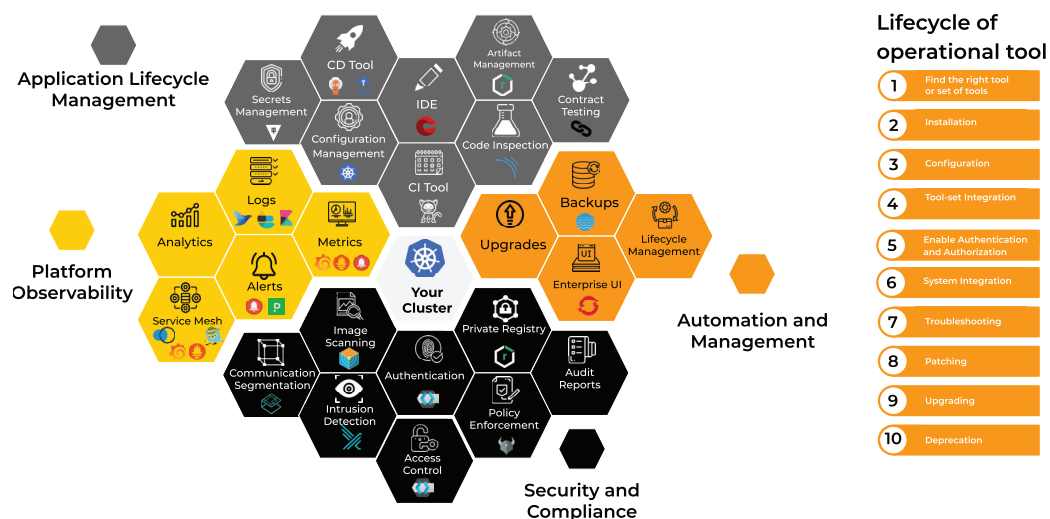 Application Lifecycle
Management
CD Tool
Artifact
Management
Secrets
Management
IDE
Contract
Testing
Configuration
Management
Code Inspection
CI Tool
Platform
Observability
Logs
Analytics
Metrics
Alerts
Service Mesh
Your
Cluster
Backups
Upgrades
Lifecycle
Management
UI
Enterprise UI
Automation and
Management
Image
Scanning
Private Registry
r
Communication
Segmentation
Authentication
Audit
Reports
Intrusion
Detection
Policy
Enforcement
Access
Control
Security and
Compliance
Lifecycle of
operational tool
1 Find the right tool
or set of tools
2 Installation
3 Configuration
4 Tool-set Integration
5 Enable Authentication
and Authorization
6 System Integration
7 Troubleshooting
8 Patching
9 Upgrading
10 Deprecation